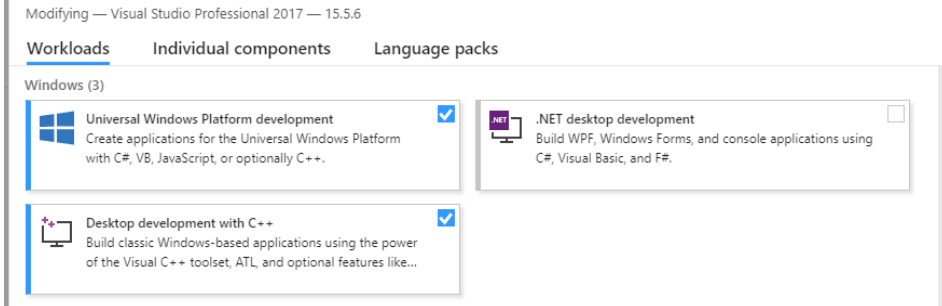 Modifying — Visual Studio Professional 2017 — 15.5.6
Workloads Individual components Language packs
Windows (3)
Universal Windows Platform development
Create applications for the Universal Windows Platform
with C#, VB, JavaScript, or optionally C++.
.NET
.NET desktop development
Build WPF, Windows Forms, and console applications using
C#, Visual Basic, and F#.
Desktop development with C++
Build classic Windows-based applications using the power
of the Visual C++ toolset, ATL, and optional features like...